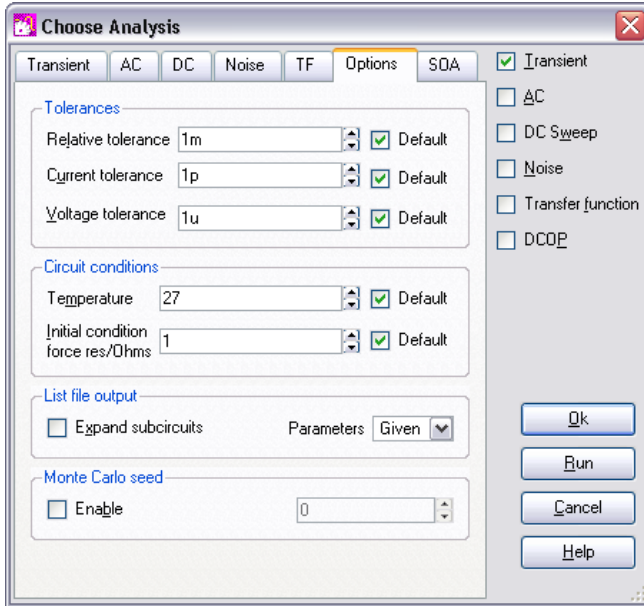 Choose Analysis
Transient AC DC Noise TF Options SOA
Tolerances
Relative tolerance 1m Default
Current tolerance 1p Default
Voltage tolerance 1u Default
Circuit conditions
Temperature 27 Default
Initial condition
force res/Ohms 1 Default
List file output
Expand subcircuits Parameters Given
Monte Carlo seed
Enable 0
Transient
AC
DC Sweep
Noise
Transfer function
DCOP
Ok
Run
Cancel
Help